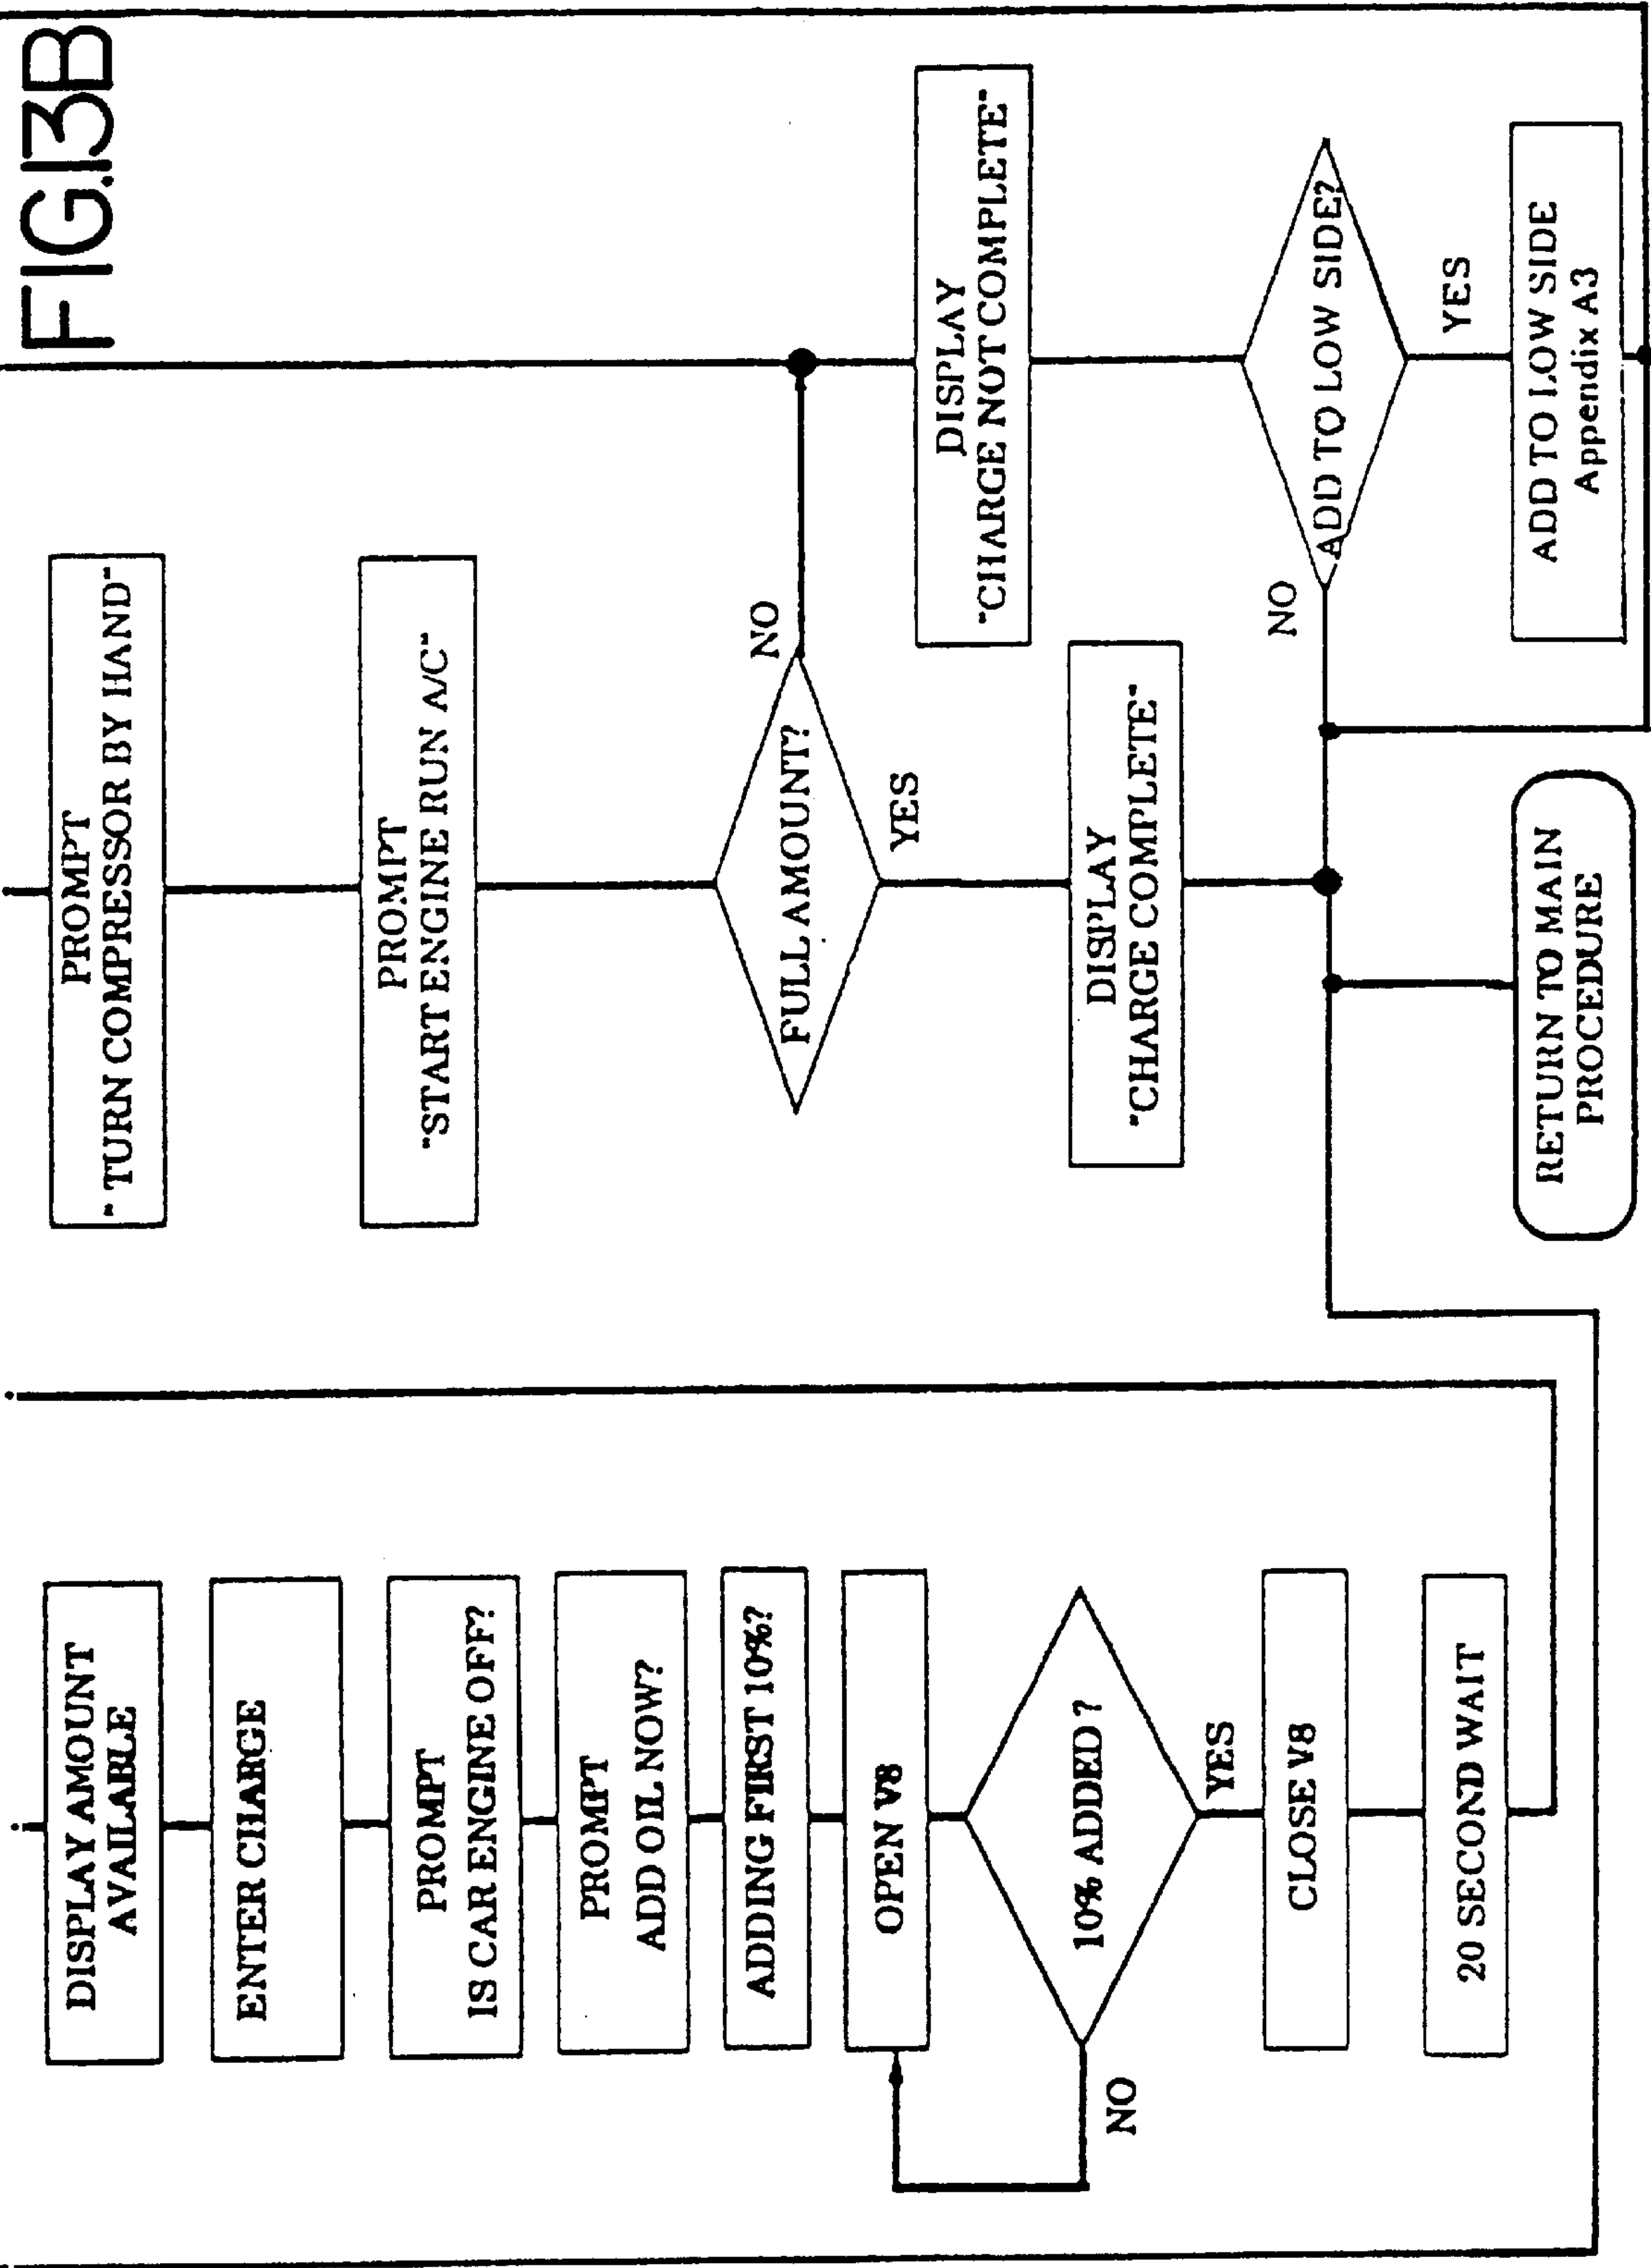 FIG.13B
DISPLAY AMOUNT
AVAILABLE
ENTER CHARGE
PROMPT
IS CAR ENGINE OFF?
PROMPT
ADD OIL NOW?
ADDING FIRST 10%?
OPEN V8
10% ADDED?
NO
YES
CLOSE V8
20 SECOND WAIT
PROMPT
"TURN COMPRESSOR BY HAND"
PROMPT
"START ENGINE RUN A/C"
FULL AMOUNT?
NO
YES
DISPLAY
"CHARGE COMPLETE"
RETURN TO MAIN
PROCEDURE
DISPLAY
"CHARGE NOT COMPLETE"
ADD TO LOW SIDE?
NO
YES
ADD TO LOW SIDE
Appendix A3